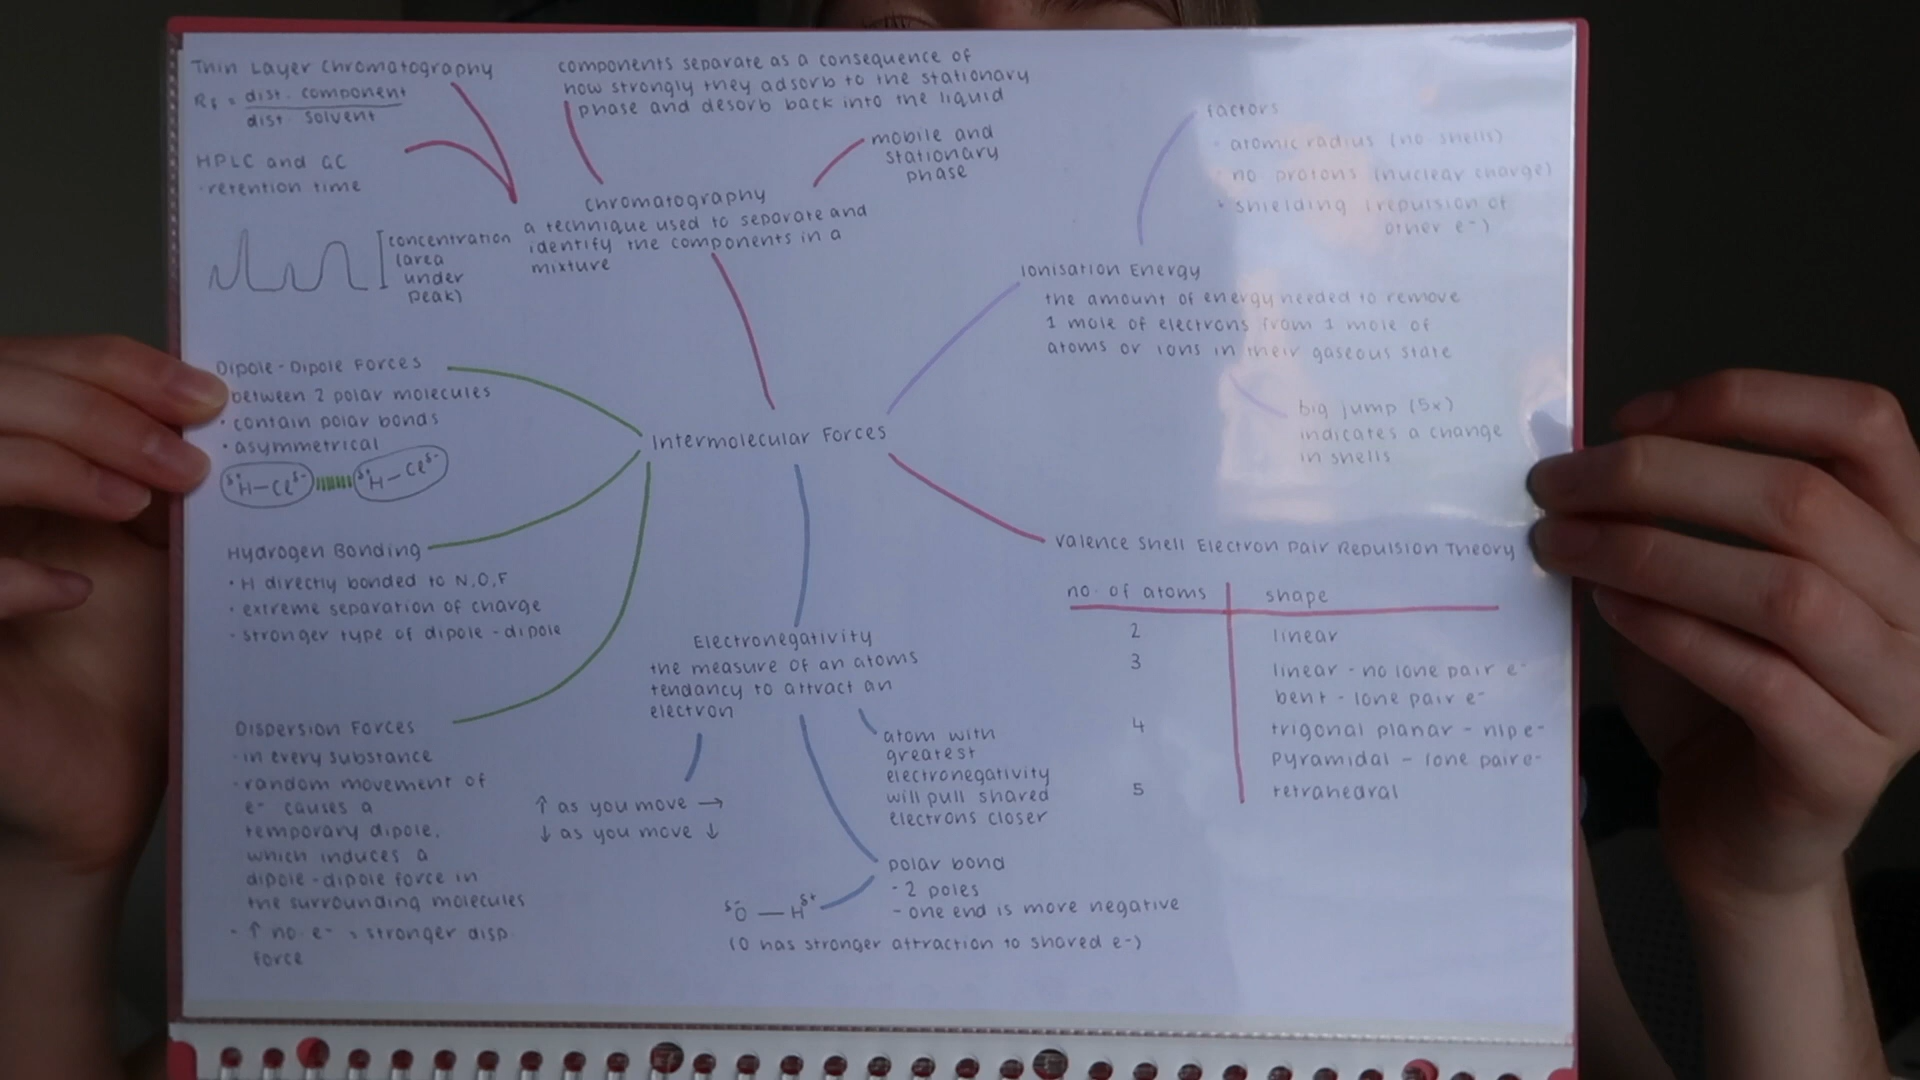 Thin Layer Chromatography
Rf = dist. component
dist. solvent
HPLC and GC
· retention time
concentration
(area
under
peak)
components separate as a consequence of
how strongly they adsorb to the stationary
phase and desorb back into the liquid
mobile and
stationary
phase
chromatography
a technique used to separate and
identify the components in a
mixture
factors
· atomic radius (no. shells)
· no. protons (nuclear charge)
· shielding (repulsion of
other e-)
Ionisation Energy
the amount of energy needed to remove
1 mole of electrons from 1 mole of
atoms or ions in their gaseous state
big jump (5x)
indicates a change
in shells
Intermolecular Forces
Dipole-Dipole Forces
between 2 polar molecules
· contain polar bonds
· asymmetrical
δ+ H—Cl δ- δ+ H—Cl δ-
Hydrogen Bonding
· H directly bonded to N,O,F
· extreme separation of charge
· stronger type of dipole-dipole
Dispersion Forces
· in every substance
· random movement of
e- causes a
temporary dipole,
which induces a
dipole-dipole force in
the surrounding molecules
- ↑ no. e- , stronger disp.
force
Electronegativity
the measure of an atoms
tendancy to attract an
electron
↑ as you move →
↓ as you move ↓
atom with
greatest
electronegativity
will pull shared
electrons closer
polar bond
- 2 poles
- one end is more negative
δ- O — H δ+
(O has stronger attraction to shared e-)
Valence Shell Electron Pair Repulsion Theory
no. of atoms shape
2 linear
3 linear - no lone pair e-
bent - lone pair e-
4 trigonal planar - nlpe-
pyramidal - lone pair e-
5 tetrahedral